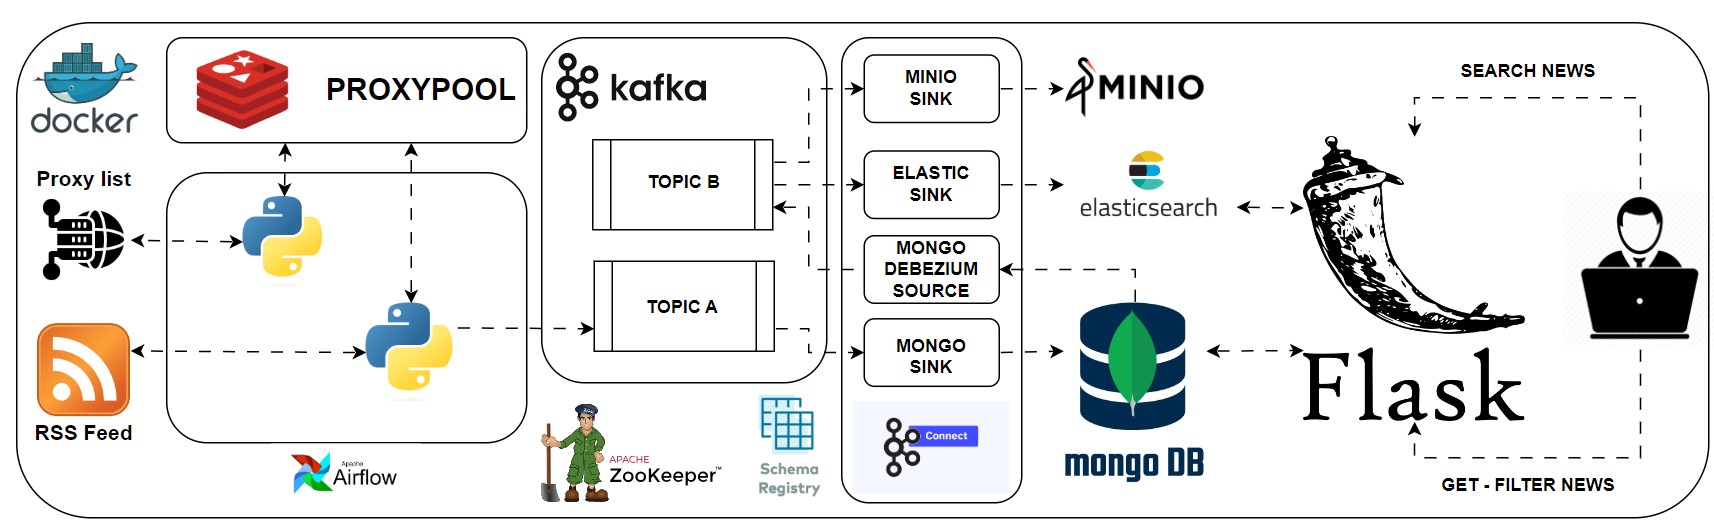 docker
PROXYPOOL
Proxy list
RSS Feed
Apache
Airflow
kafka
TOPIC B
TOPIC A
APACHE
ZooKeeper™
Schema
Registry
MINIO
SINK
ELASTIC
SINK
MONGO
DEBEZIUM
SOURCE
MONGO
SINK
Connect
MINIO
elasticsearch
mongo DB
SEARCH NEWS
Flask
GET - FILTER NEWS